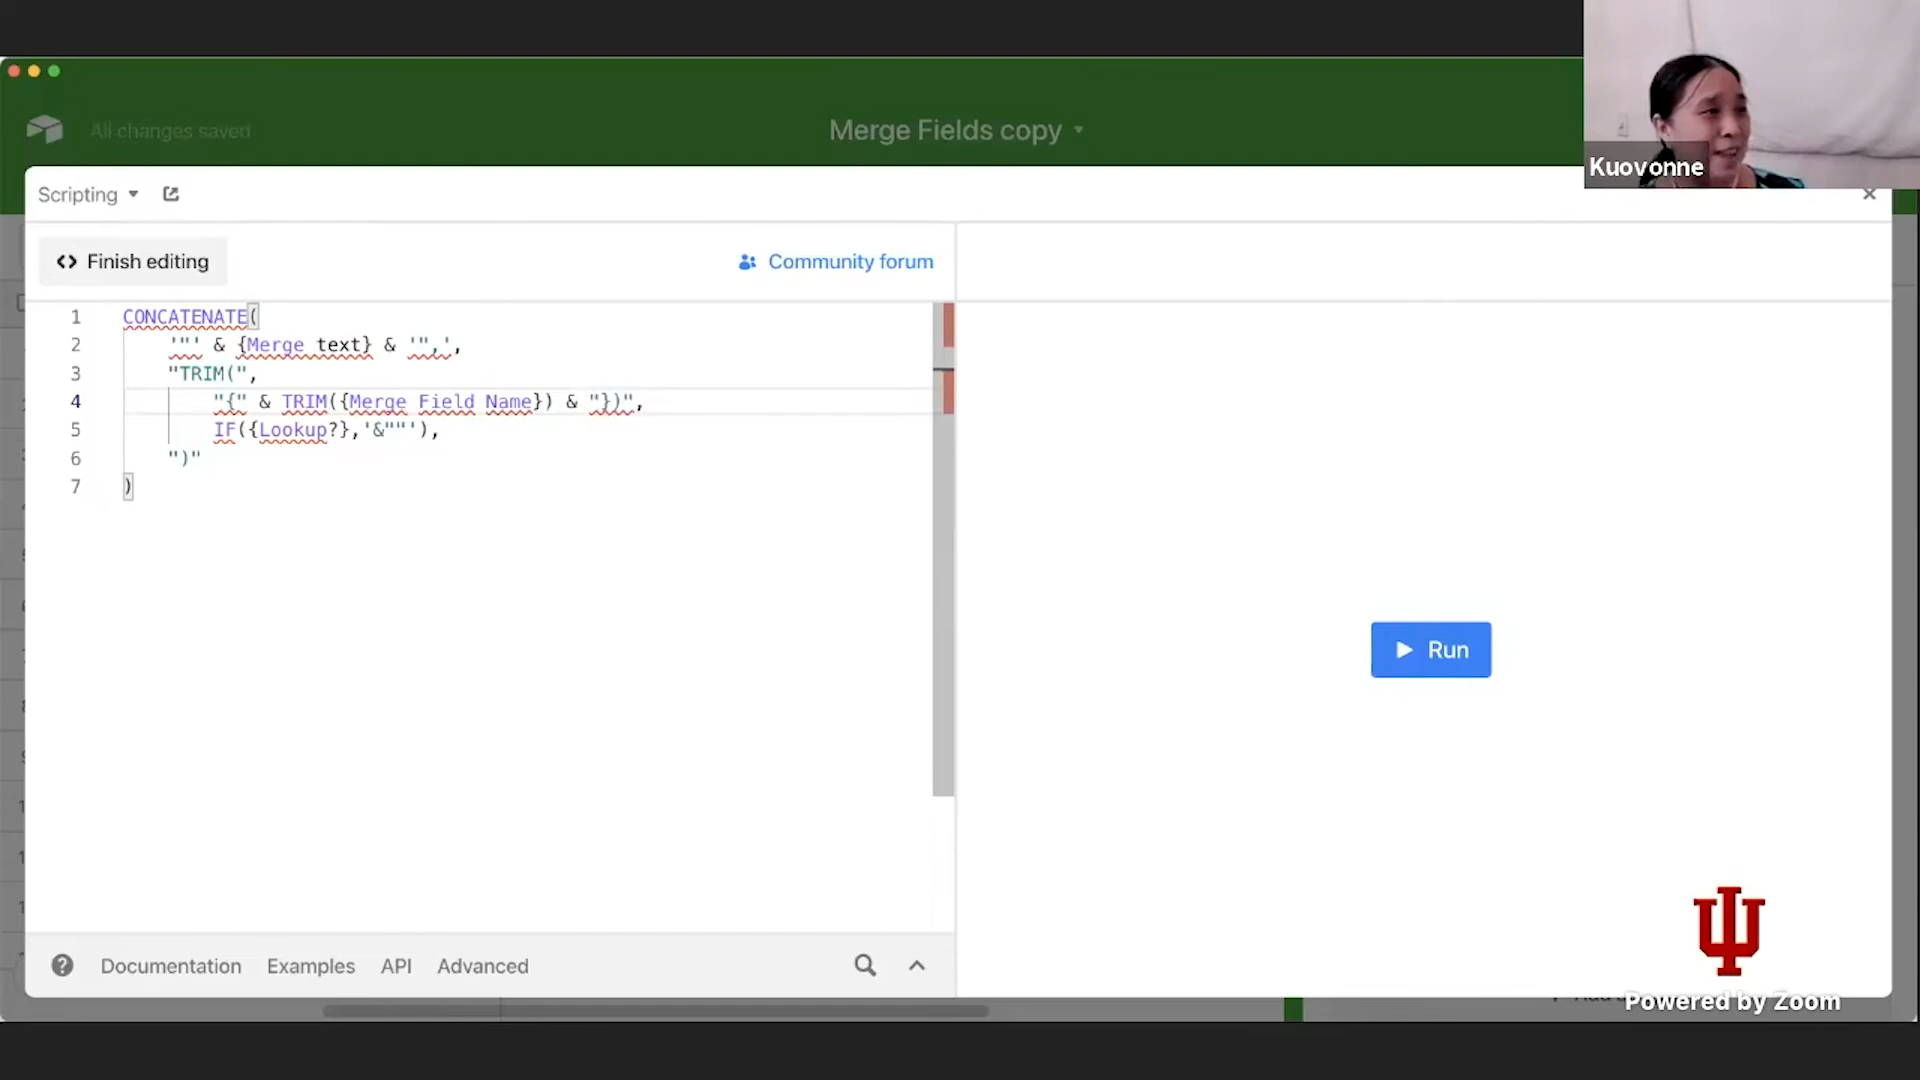 All changes saved
Merge Fields copy
Kuovonne
Scripting
Finish editing
Community forum
1 CONCATENATE(
2 '"' & {Merge text} & '",',
3 "TRIM(",
4 "{" & TRIM({Merge Field Name}) & "})",
5 IF({Lookup?},'&""'),
6 ")"
7 )
Run
Documentation Examples API Advanced
Powered by Zoom